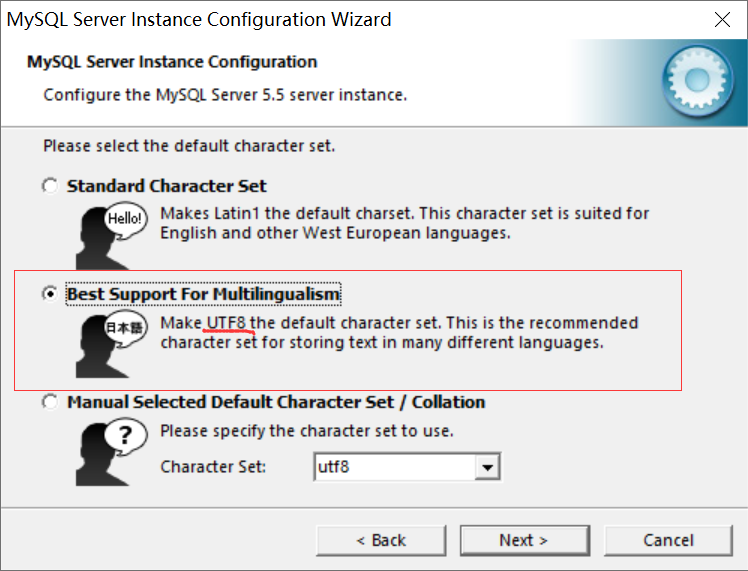 MySQL Server Instance Configuration Wizard
MySQL Server Instance Configuration
Configure the MySQL Server 5.5 server instance.
Please select the default character set.
Standard Character Set
Hello!
Makes Latin1 the default charset. This character set is suited for
English and other West European languages.
Best Support For Multilingualism
日本語
Make UTF8 the default character set. This is the recommended
character set for storing text in many different languages.
Manual Selected Default Character Set / Collation
?
Please specify the character set to use.
Character Set:
utf8
< Back
Next >
Cancel